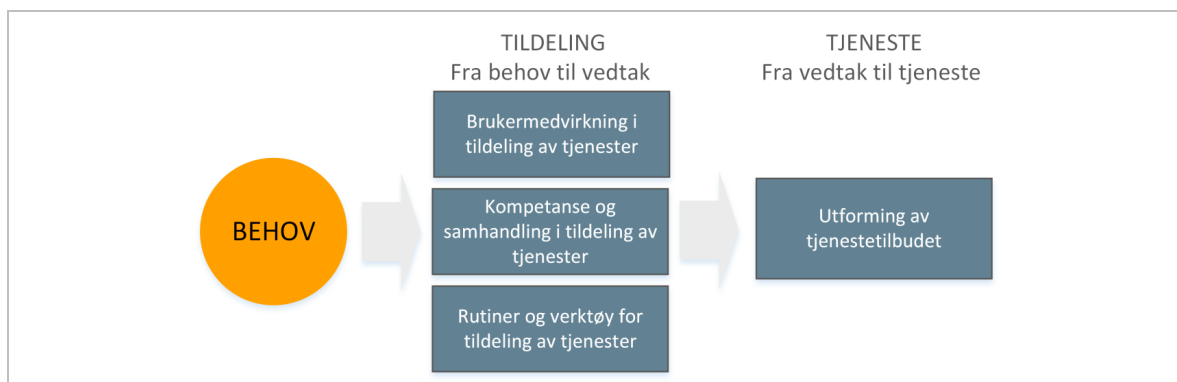 TILDELING
Fra behov til vedtak
TJENESTE
Fra vedtak til tjeneste
BEHOV
Brukermedvirkning i
tildeling av tjenester
Kompetanse og
samhandling i tildeling av
tjenester
Rutiner og verktøy for
tildeling av tjenester
Utforming av
tjenestetilbudet